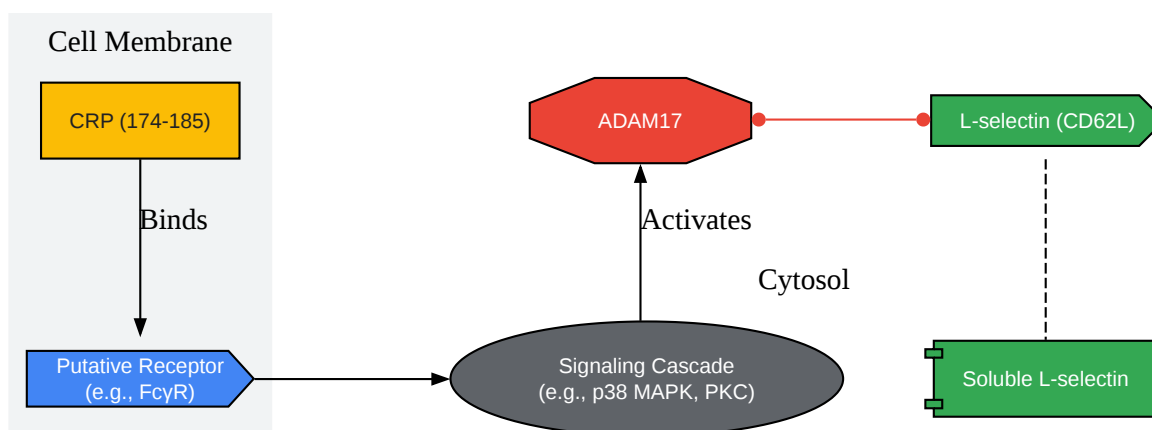 Cell Membrane
CRP (174-185)
ADAM17
L-selectin (CD62L)
Binds
Activates
Cytosol
Putative Receptor
(e.g., FcγR)
Signaling Cascade
(e.g., p38 MAPK, PKC)
Soluble L-selectin